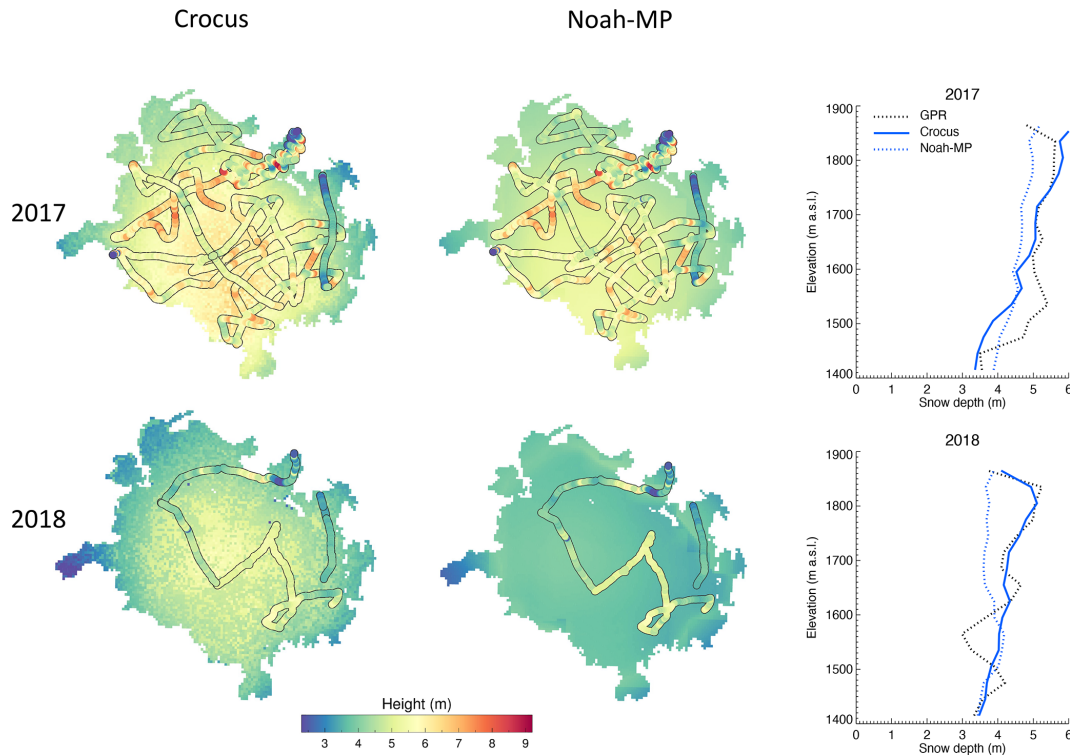 Crocus
Noah-MP
2017
2017
GPR
Crocus
Noah-MP
1900
1800
1700
1600
1500
1400
Elevation (m a.s.l.)
0 1 2 3 4 5 6
Snow depth (m)
2018
2018
1900
1800
1700
1600
1500
1400
Elevation (m a.s.l.)
0 1 2 3 4 5 6
Snow depth (m)
Height (m)
3 4 5 6 7 8 9